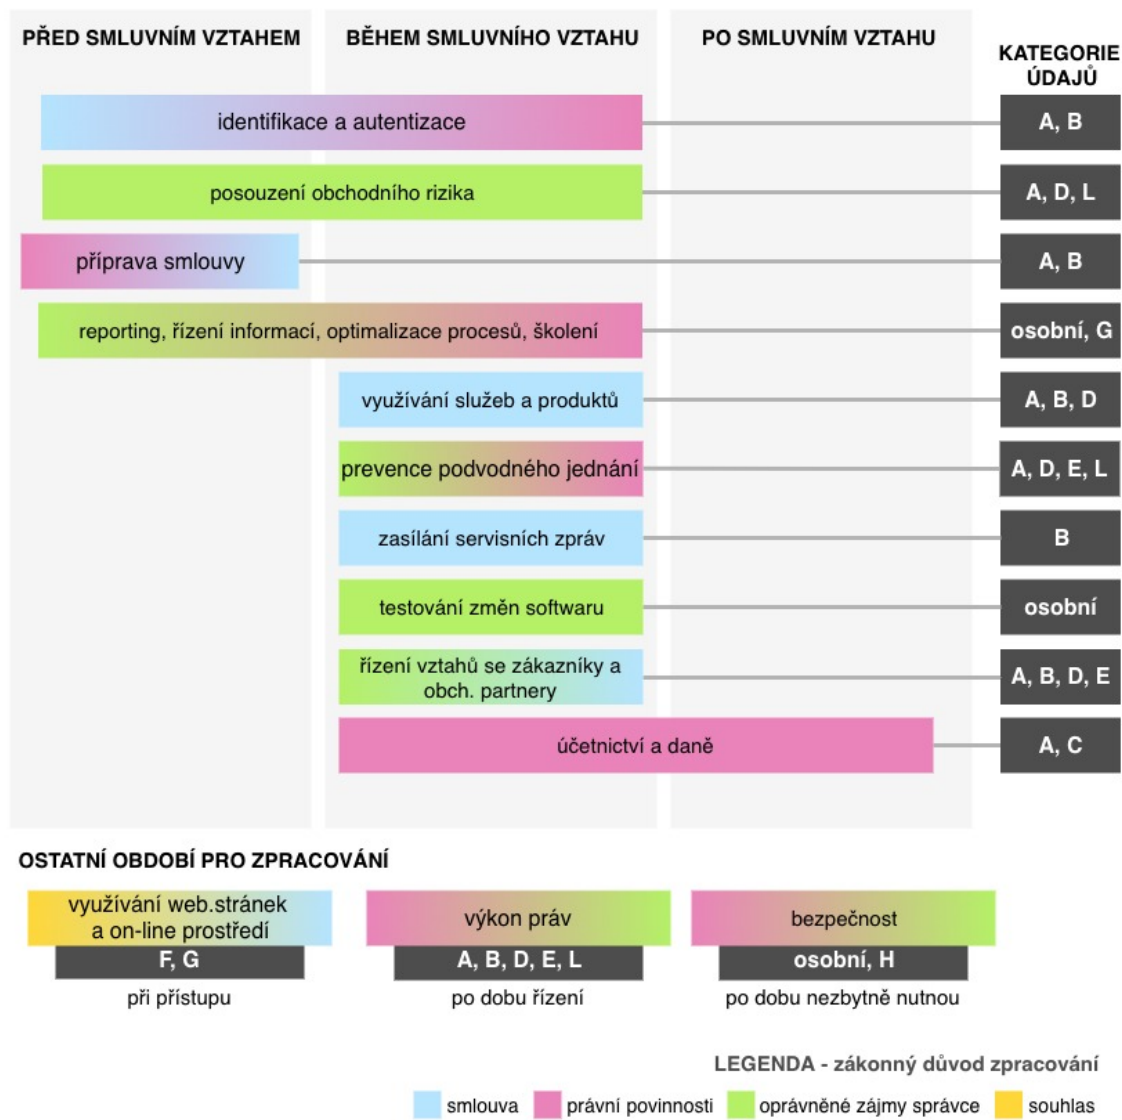 PŘED SMLUVNÍM VZTAHEM
BĚHEM SMLUVNÍHO VZTAHU
PO SMLUVNÍM VZTAHU
KATEGORIE
ÚDAJŮ
identifikace a autentizace
A, B
posouzení obchodního rizika
A, D, L
příprava smlouvy
A, B
reporting, řízení informací, optimalizace procesů, školení
osobní, G
využívání služeb a produktů
A, B, D
prevence podvodného jednání
A, D, E, L
zasílání servisních zpráv
B
testování změn softwaru
osobní
řízení vztahů se zákazníky a
obch. partnery
A, B, D, E
účetnictví a daně
A, C
OSTATNÍ OBDOBÍ PRO ZPRACOVÁNÍ
využívání web.stránek
a on-line prostředí
F, G
při přístupu
výkon práv
A, B, D, E, L
po dobu řízení
bezpečnost
osobní, H
po dobu nezbytně nutnou
LEGENDA - zákonný důvod zpracování
smlouva
právní povinnosti
oprávněné zájmy správce
souhlas